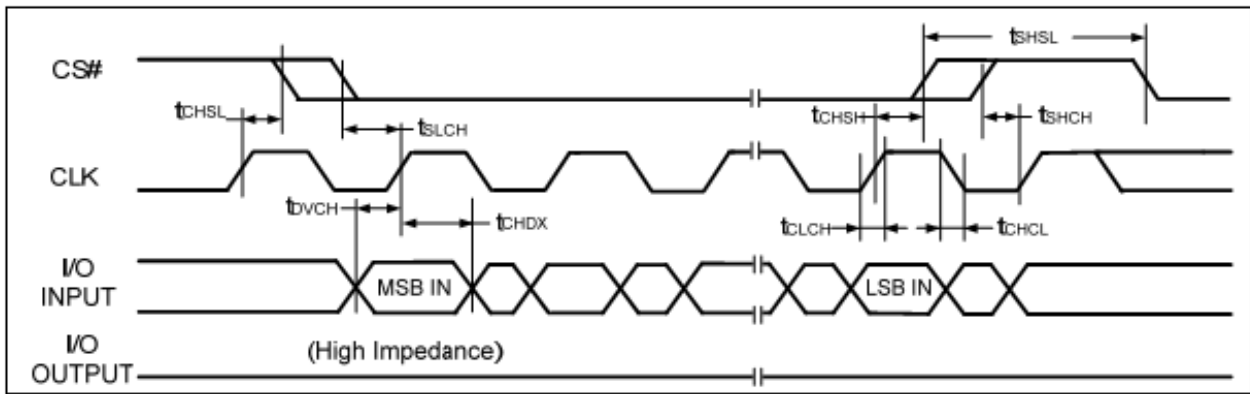 tSHSL
CS#
tCHSL
tSLCH
tCHSH
tSHCH
CLK
tDVCH
tCHDX
tCLCH
tCHCL
I/O
INPUT
MSB IN
LSB IN
I/O
OUTPUT
(High Impedance)